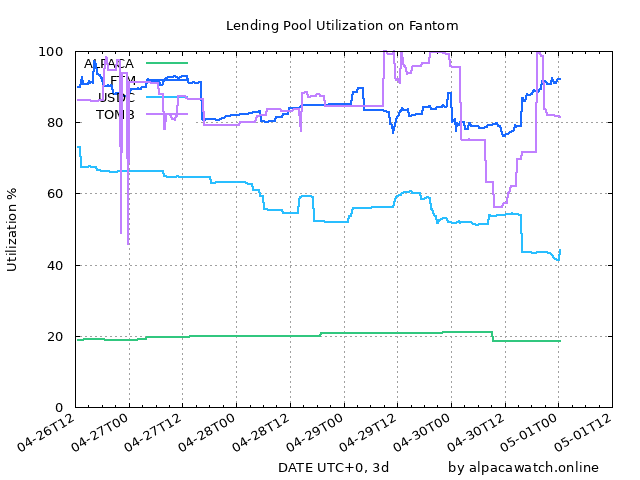 Lending Pool Utilization on Fantom
100
80
60
40
20
0
Utilization %
ALPACA
FTM
USDC
TOMB
04-26T12
04-27T00
04-27T12
04-28T00
04-28T12
04-29T00
04-29T12
04-30T00
04-30T12
05-01T00
05-01T12
DATE UTC+0, 3d
by alpacawatch.online